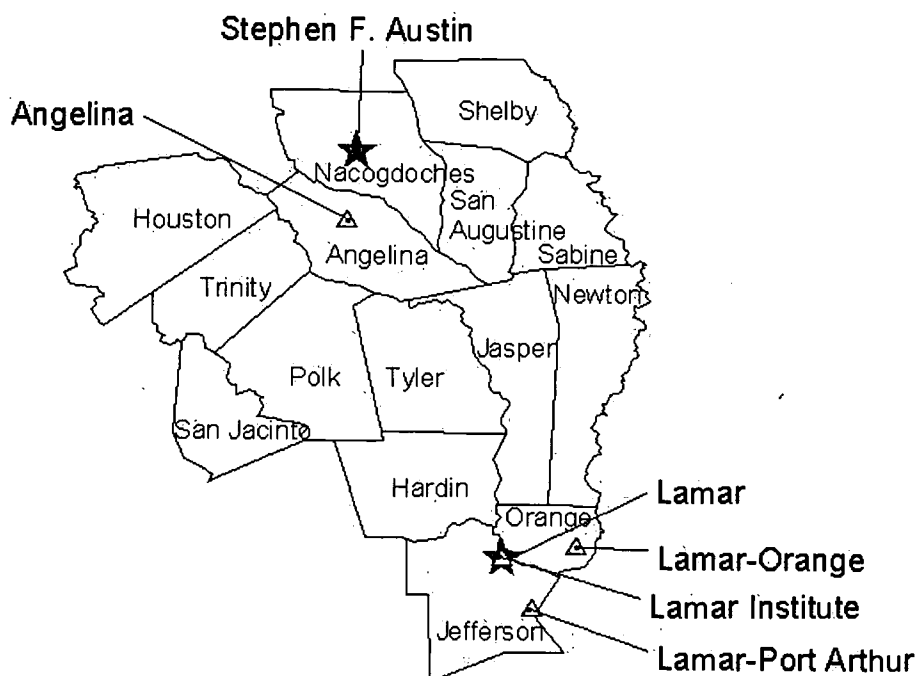 Stephen F. Austin
Shelby
Angelina
Nacogdoches
San
Augustine
Houston
Angelina
Sabine
Trinity
Newton
Jasper
Polk
Tyler
San Jacinto
Hardin
Lamar
Orange
Lamar-Orange
Lamar Institute
Jefferson
Lamar-Port Arthur